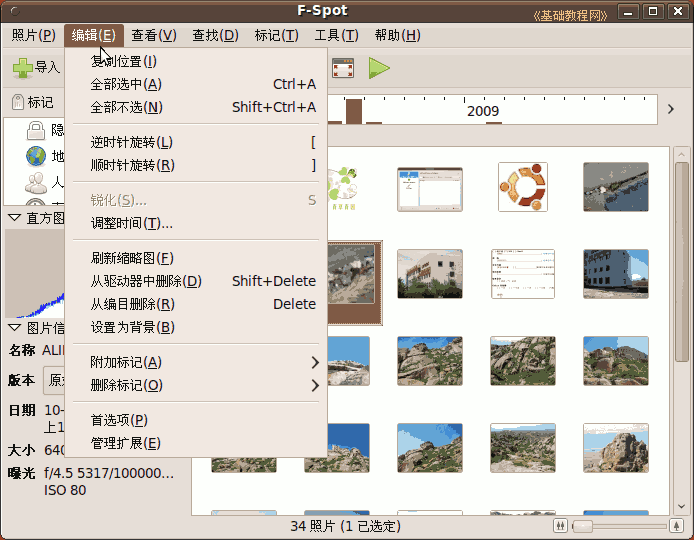 F-Spot
《基础教程网》
照片(P) 编辑(E) 查看(V) 查找(D) 标记(T) 工具(T) 帮助(H)
导入
复制位置(I)
全部选中(A) Ctrl+A
全部不选(N) Shift+Ctrl+A
逆时针旋转(L) [
顺时针旋转(R) ]
锐化(S)... S
调整时间(T)...
刷新缩略图(F)
从驱动器中删除(D) Shift+Delete
从编目删除(R) Delete
设置为背景(B)
附加标记(A)
删除标记(O)
首选项(P)
管理扩展(E)
2009
标记
隐
地
人
直方图
图片信
名称 ALI
版本 原
日期 10-
上1
大小 640
曝光 f/4.5 5317/100000...
ISO 80
34 照片 (1 已选定)